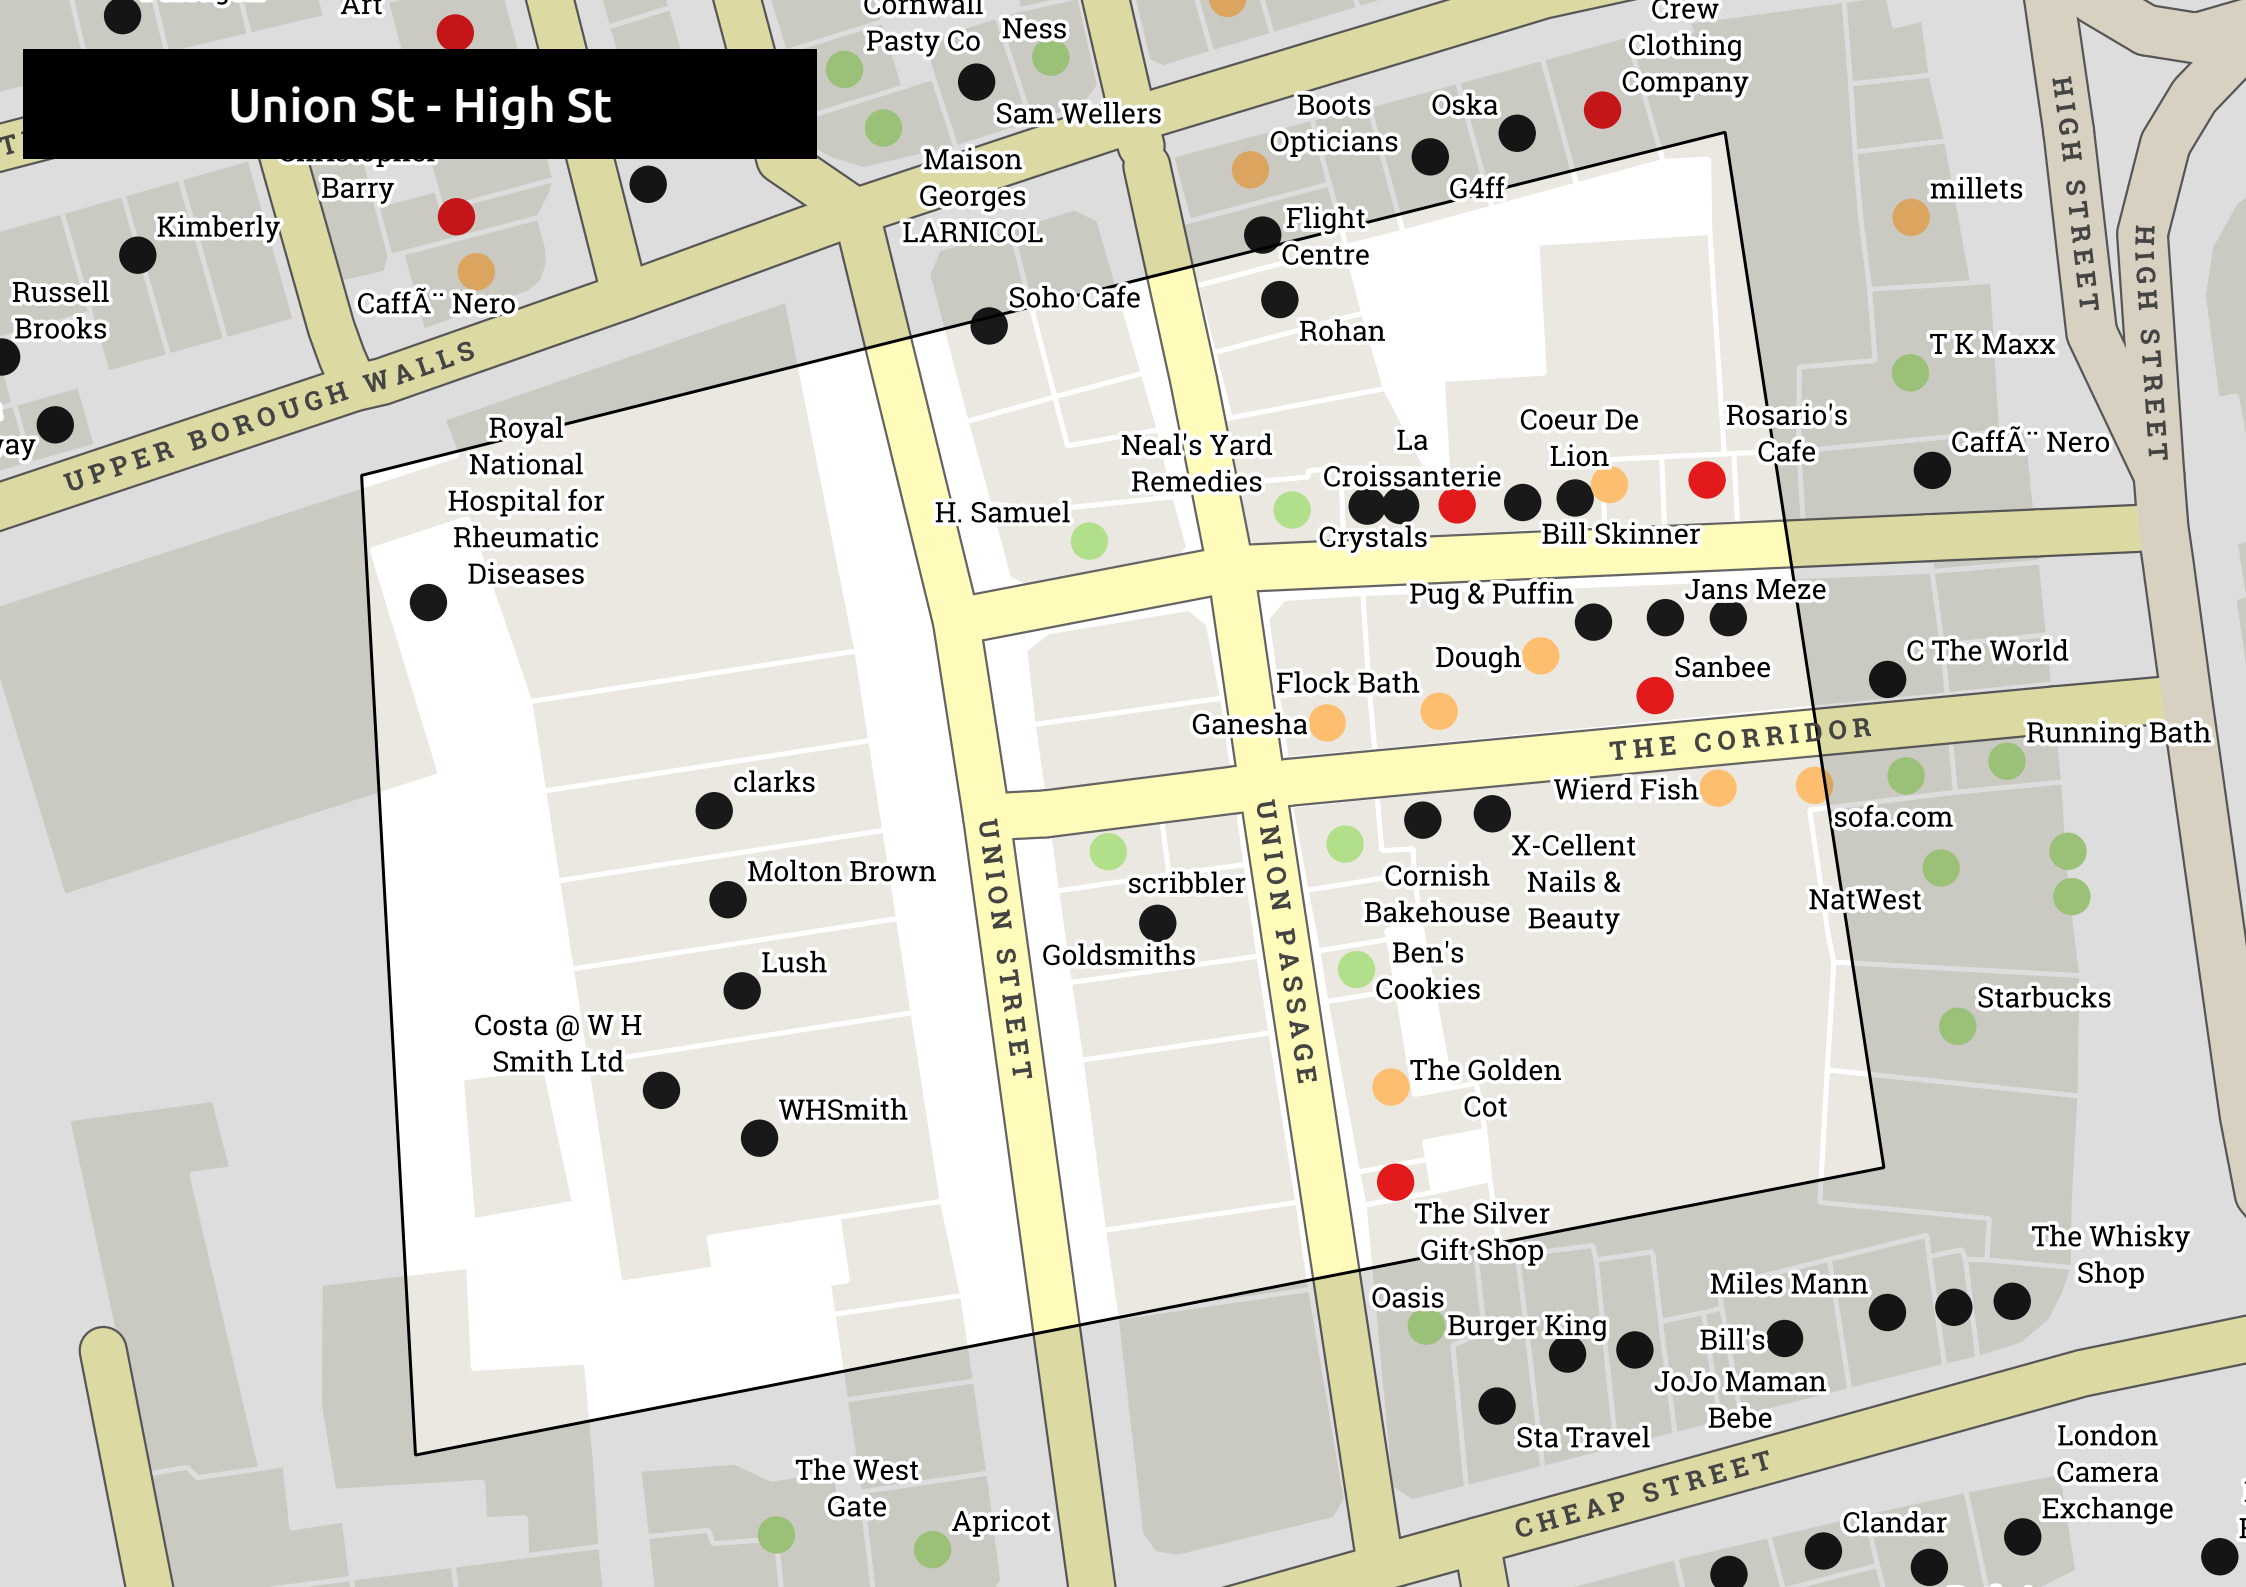 Art
Cornwall
Pasty Co
Ness
Crew
Clothing
Company
Union St - High St
Sam Wellers
Boots
Opticians
Oska
HIGH STREET
Barry
Maison
Georges
LARNICOL
G4ff
millets
Kimberly
Flight
Centre
HIGH STREET
Russell
Brooks
CaffÃ¨ Nero
Soho Cafe
Rohan
T K Maxx
UPPER BOROUGH WALLS
Royal
National
Hospital for
Rheumatic
Diseases
Neal's Yard
Remedies
La
Croissanterie
Coeur De
Lion
Rosario's
Cafe
CaffÃ¨ Nero
H. Samuel
Crystals
Bill Skinner
Pug & Puffin
Jans Meze
Dough
Sanbee
C The World
Flock Bath
Ganesha
THE CORRIDOR
Running Bath
clarks
Wierd Fish
sofa.com
UNION STREET
UNION PASSAGE
X-Cellent
Nails &
Beauty
Molton Brown
scribbler
Cornish
Bakehouse
NatWest
Goldsmiths
Ben's
Cookies
Lush
Costa @ W H
Smith Ltd
Starbucks
The Golden
Cot
WHSmith
The Silver
Gift Shop
The Whisky
Shop
Oasis
Miles Mann
Burger King
Bill's
JoJo Maman
Bebe
Sta Travel
CHEAP STREET
London
Camera
Exchange
The West
Gate
Apricot
Clandar